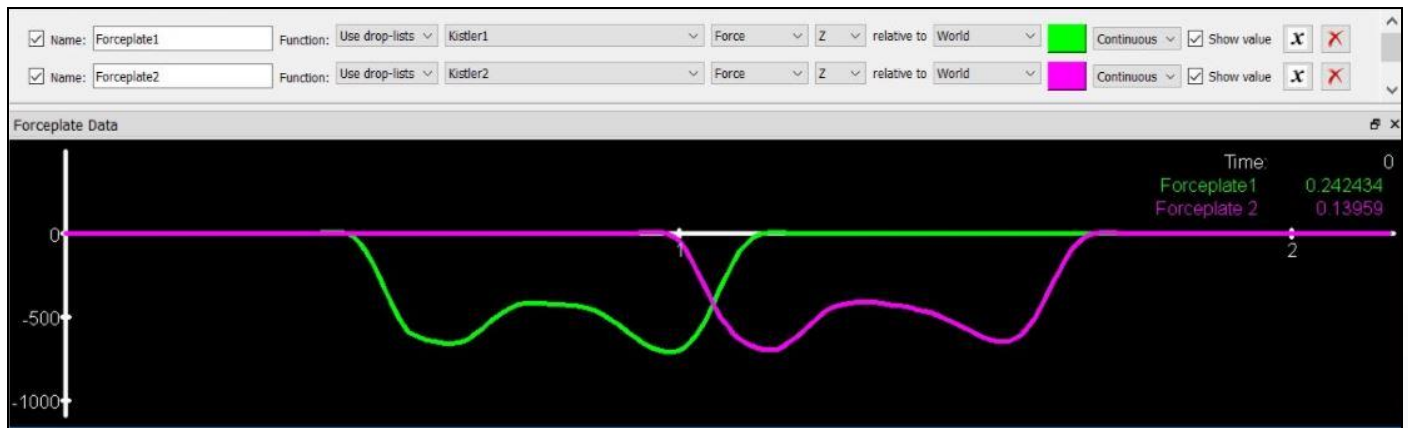 Name: Forceplate1 Function: Use drop-lists Kistler1 Force Z relative to World Continuous Show value x
Name: Forceplate2 Function: Use drop-lists Kistler2 Force Z relative to World Continuous Show value x
Forceplate Data
Time: 0
Forceplate1 0.242434
Forceplate 2 0.13959
0
1
2
-500
-1000